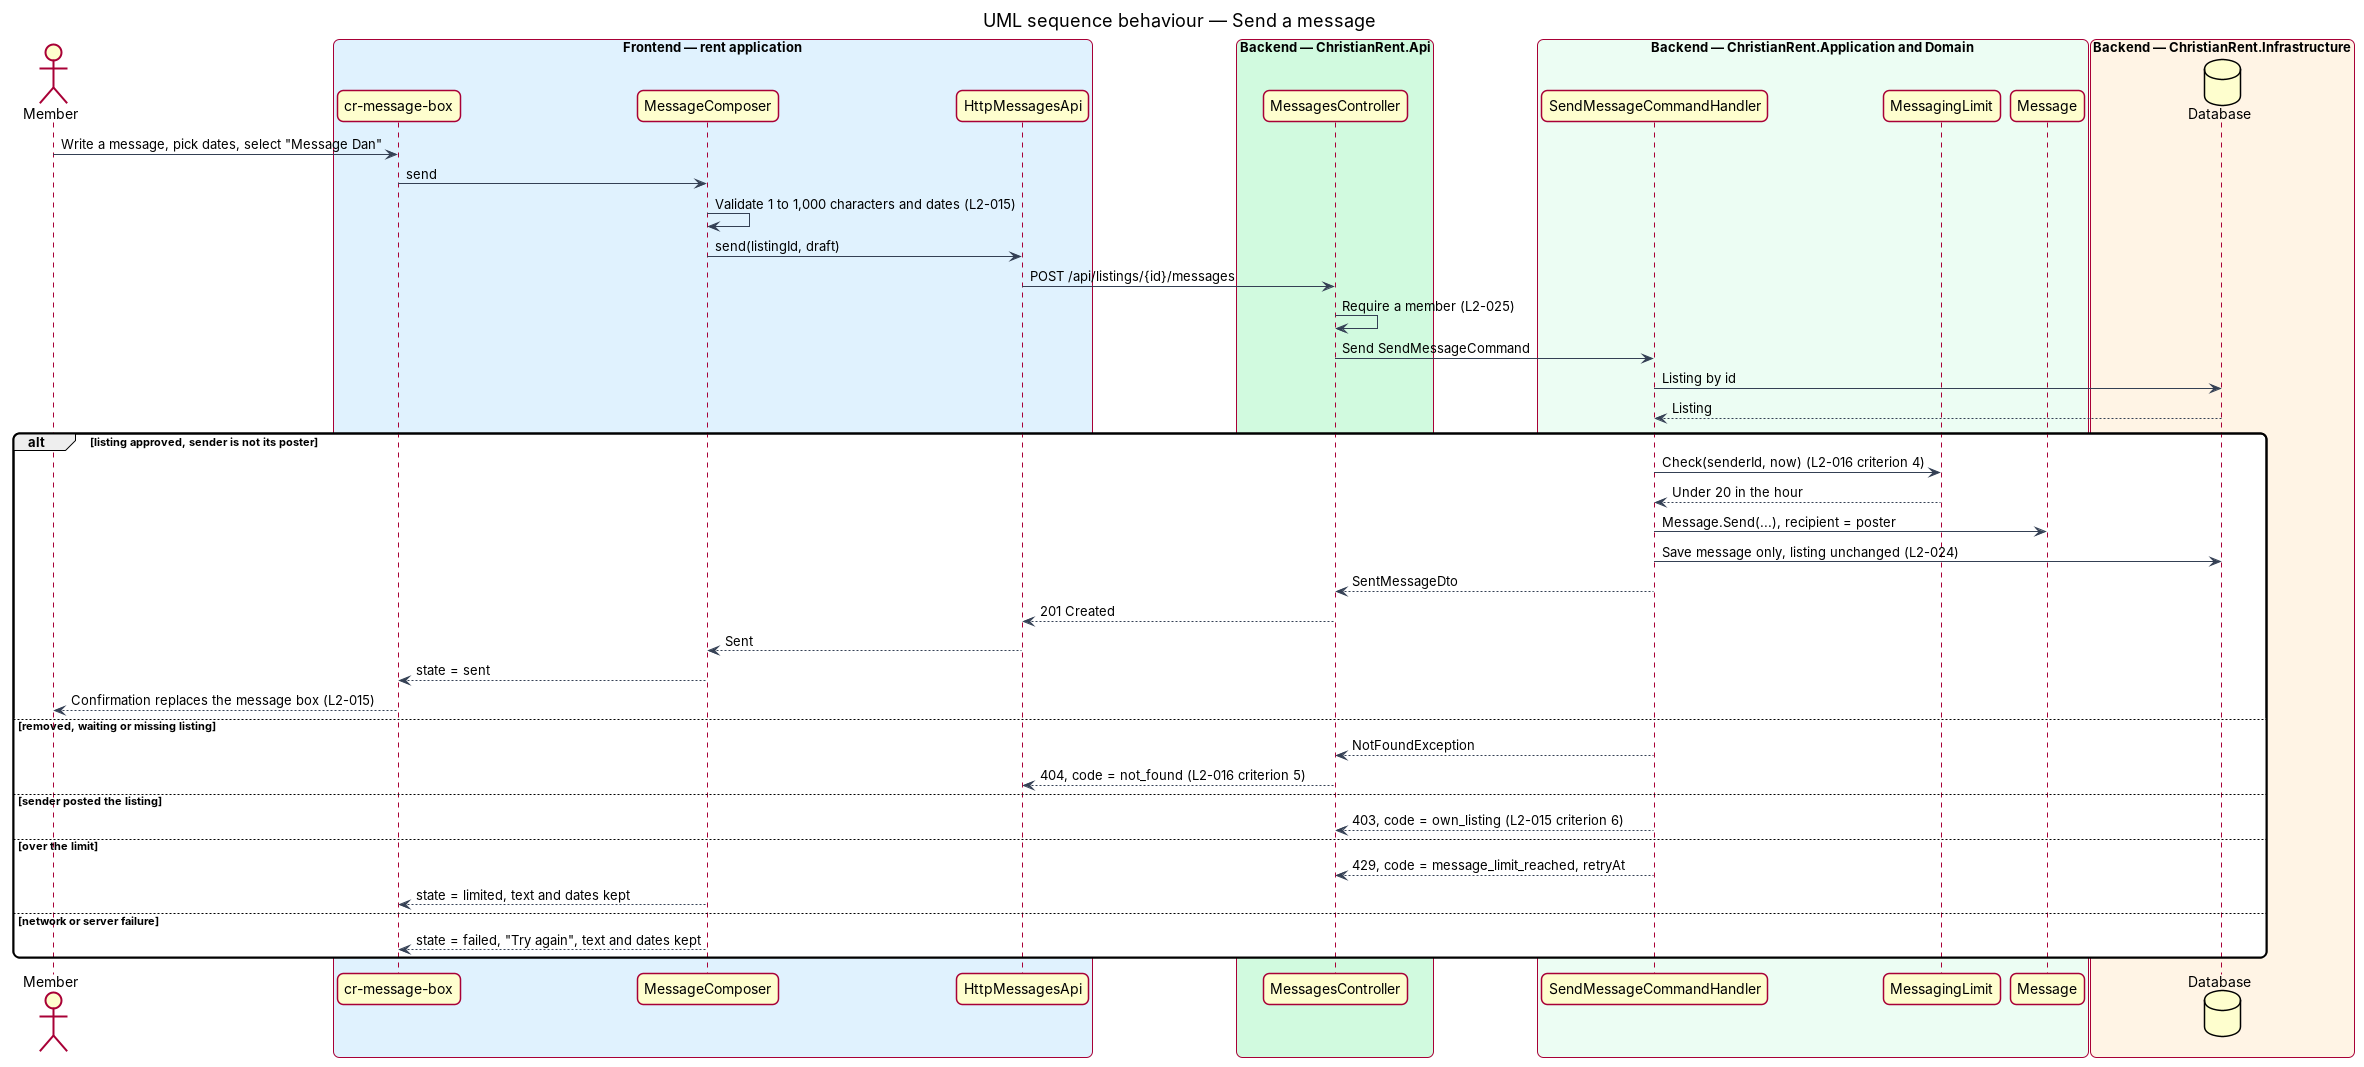 UML sequence behaviour — Send a message
Frontend — rent application
Backend — ChristianRent.Api
Backend — ChristianRent.Application and Domain
Backend — ChristianRent.Infrastructure
Member
cr-message-box
MessageComposer
HttpMessagesApi
MessagesController
SendMessageCommandHandler
MessagingLimit
Message
Database
Write a message, pick dates, select "Message Dan"
send
Validate 1 to 1,000 characters and dates (L2-015)
send(listingId, draft)
POST /api/listings/{id}/messages
Require a member (L2-025)
Send SendMessageCommand
Listing by id
Listing
alt
[listing approved, sender is not its poster]
Check(senderId, now) (L2-016 criterion 4)
Under 20 in the hour
Message.Send(...), recipient = poster
Save message only, listing unchanged (L2-024)
SentMessageDto
201 Created
Sent
state = sent
Confirmation replaces the message box (L2-015)
[removed, waiting or missing listing]
NotFoundException
404, code = not_found (L2-016 criterion 5)
[sender posted the listing]
403, code = own_listing (L2-015 criterion 6)
[over the limit]
429, code = message_limit_reached, retryAt
state = limited, text and dates kept
[network or server failure]
state = failed, "Try again", text and dates kept
Member
cr-message-box
MessageComposer
HttpMessagesApi
MessagesController
SendMessageCommandHandler
MessagingLimit
Message
Database